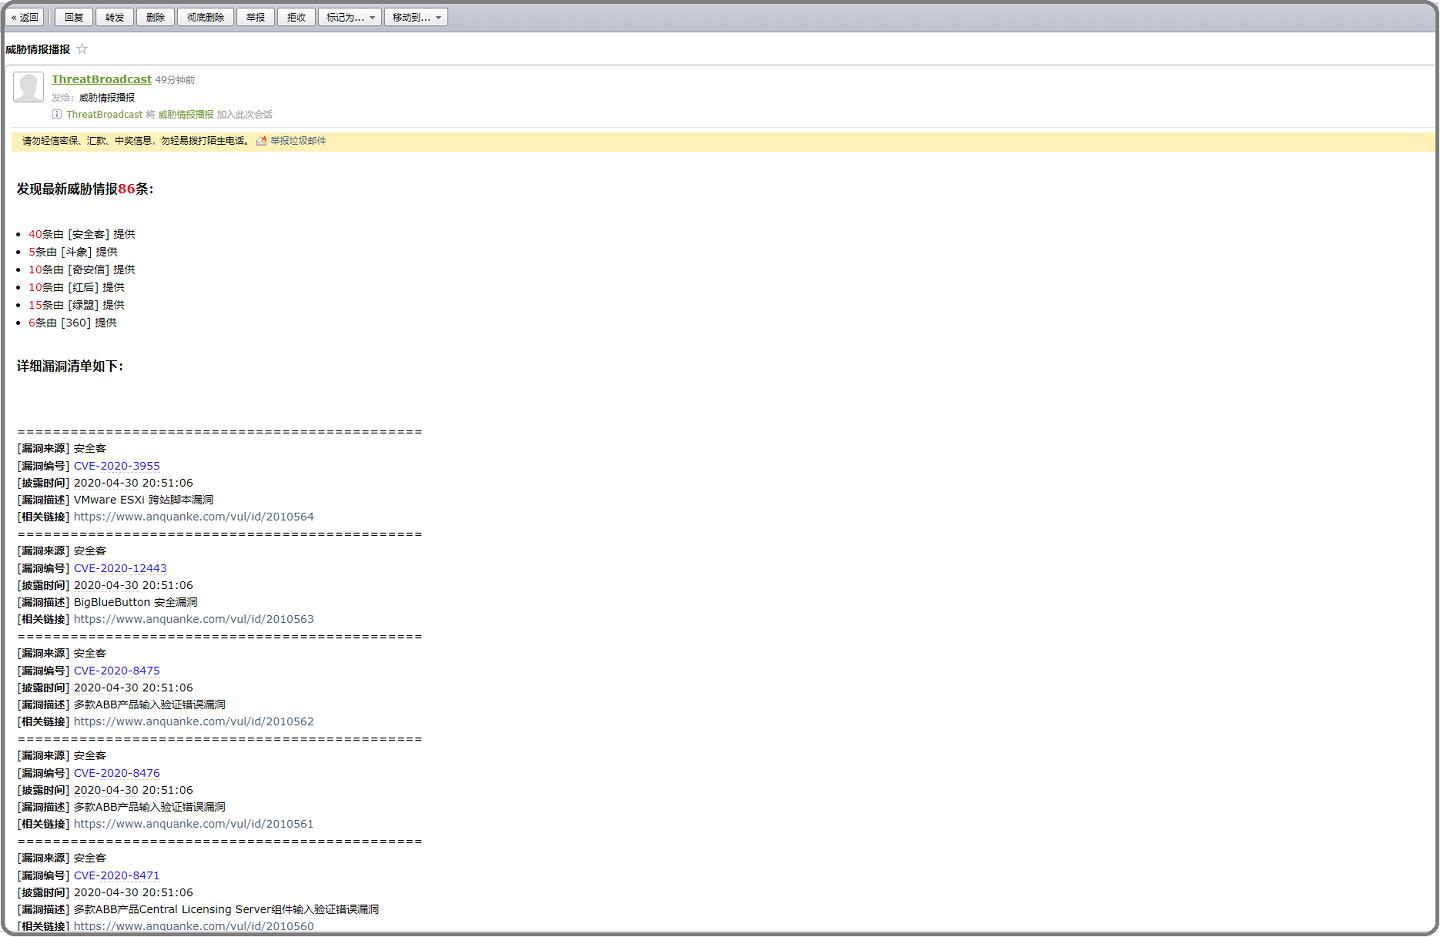 « 返回 回复 转发 删除 彻底删除 举报 拒收 标记为... 移动到...
威胁情报播报
ThreatBroadcast 49分钟前
发给： 威胁情报播报
ThreatBroadcast 将 威胁情报播报 加入此次会话
请勿轻信密保、汇款、中奖信息，勿轻易拨打陌生电话。 举报垃圾邮件
发现最新威胁情报86条：
40条由 [安全客] 提供
5条由 [斗象] 提供
10条由 [奇安信] 提供
10条由 [红后] 提供
15条由 [绿盟] 提供
6条由 [360] 提供
详细漏洞清单如下：
==============================================
[漏洞来源] 安全客
[漏洞编号] CVE-2020-3955
[披露时间] 2020-04-30 20:51:06
[漏洞描述] VMware ESXi 跨站脚本漏洞
[相关链接] https://www.anquanke.com/vul/id/2010564
==============================================
[漏洞来源] 安全客
[漏洞编号] CVE-2020-12443
[披露时间] 2020-04-30 20:51:06
[漏洞描述] BigBlueButton 安全漏洞
[相关链接] https://www.anquanke.com/vul/id/2010563
==============================================
[漏洞来源] 安全客
[漏洞编号] CVE-2020-8475
[披露时间] 2020-04-30 20:51:06
[漏洞描述] 多款ABB产品输入验证错误漏洞
[相关链接] https://www.anquanke.com/vul/id/2010562
==============================================
[漏洞来源] 安全客
[漏洞编号] CVE-2020-8476
[披露时间] 2020-04-30 20:51:06
[漏洞描述] 多款ABB产品输入验证错误漏洞
[相关链接] https://www.anquanke.com/vul/id/2010561
==============================================
[漏洞来源] 安全客
[漏洞编号] CVE-2020-8471
[披露时间] 2020-04-30 20:51:06
[漏洞描述] 多款ABB产品Central Licensing Server组件输入验证错误漏洞
[相关链接] https://www.anquanke.com/vul/id/2010560